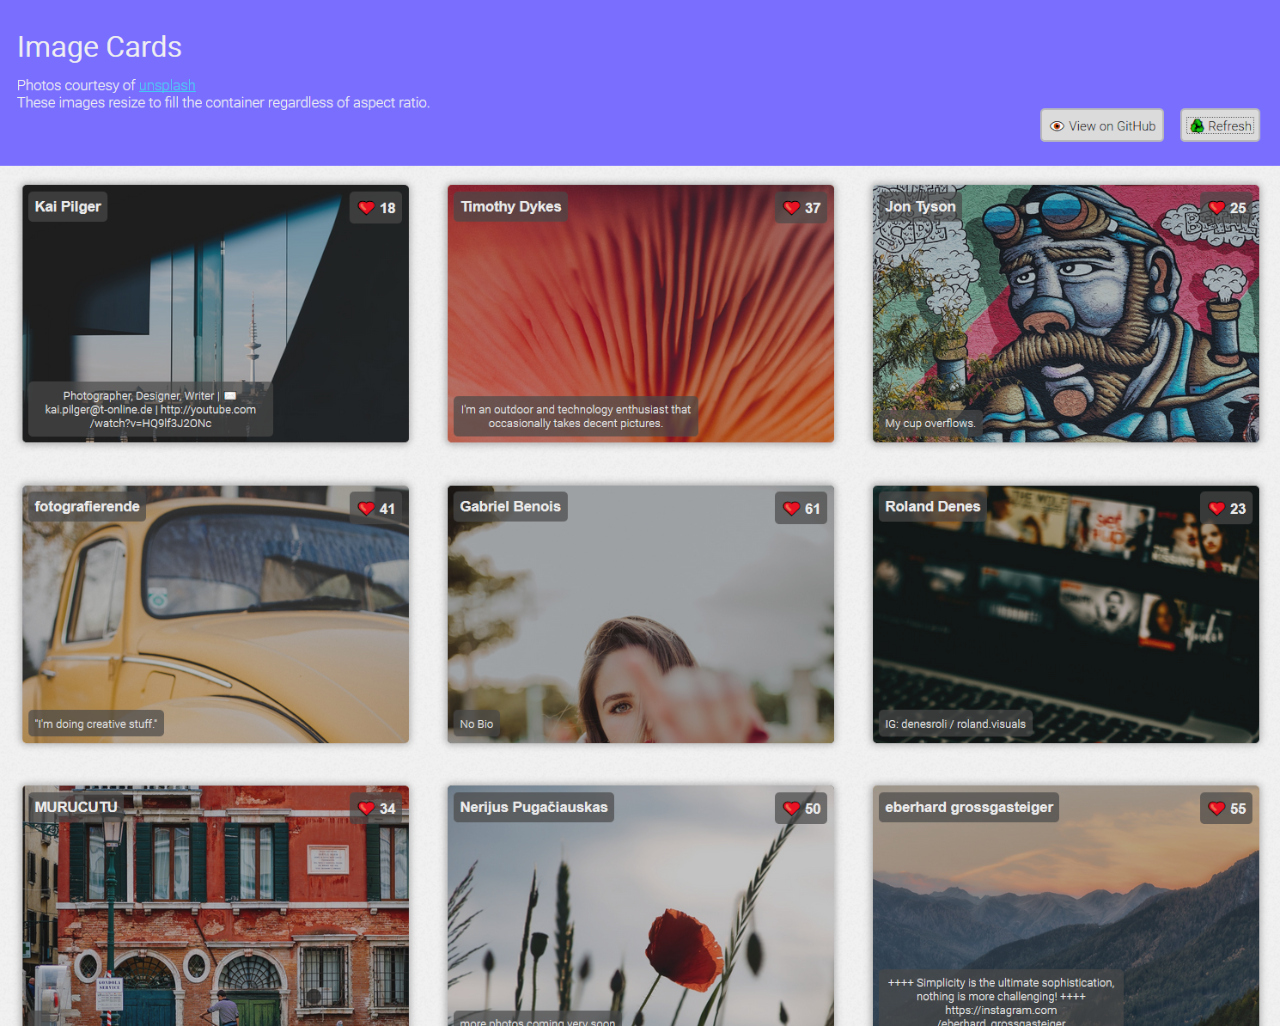 Image Cards
Photos courtesy of unsplash
These images resize to fill the container regardless of aspect ratio.
View on GitHub
Refresh
Kai Pilger
18
Photographer, Designer, Writer |
kai.pilger@t-online.de | http://youtube.com
/watch?v=HQ9If3J2ONc
Timothy Dykes
37
I'm an outdoor and technology enthusiast that
occasionally takes decent pictures.
Jon Tyson
25
My cup overflows.
fotografierende
41
"I'm doing creative stuff."
Gabriel Benois
61
No Bio
Roland Denes
23
IG: denesroli / roland.visuals
MURUCUTU
34
Nerijus Pugačiauskas
50
more photos coming very soon
eberhard grossgasteiger
55
++++ Simplicity is the ultimate sophistication,
nothing is more challenging! ++++
https://instagram.com
/eberhard_grossgasteiger